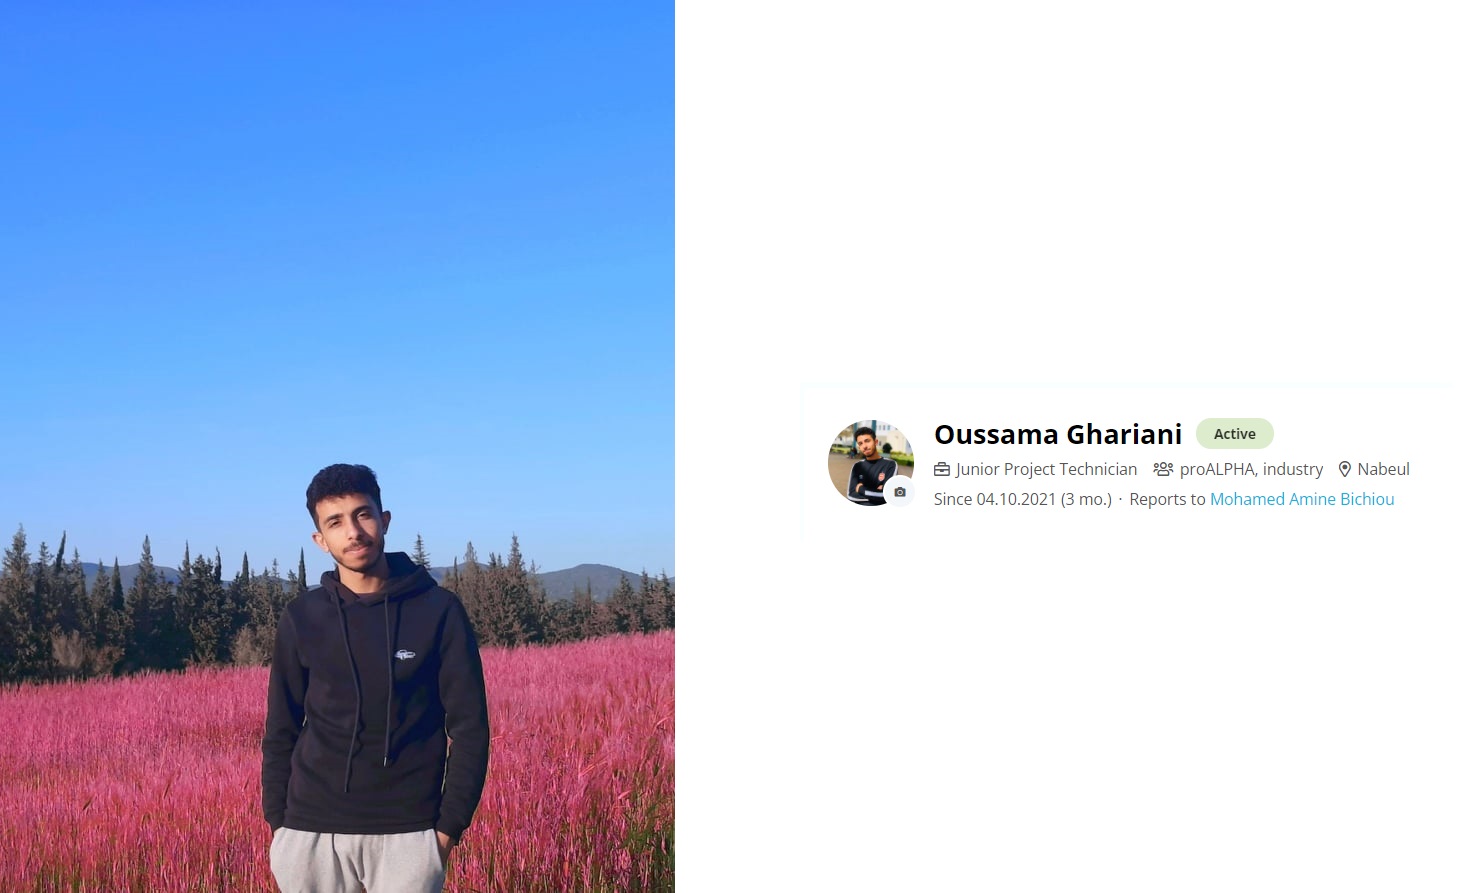 Oussama Ghariani Active
Junior Project Technician proALPHA, industry Nabeul
Since 04.10.2021 (3 mo.) · Reports to Mohamed Amine Bichiou